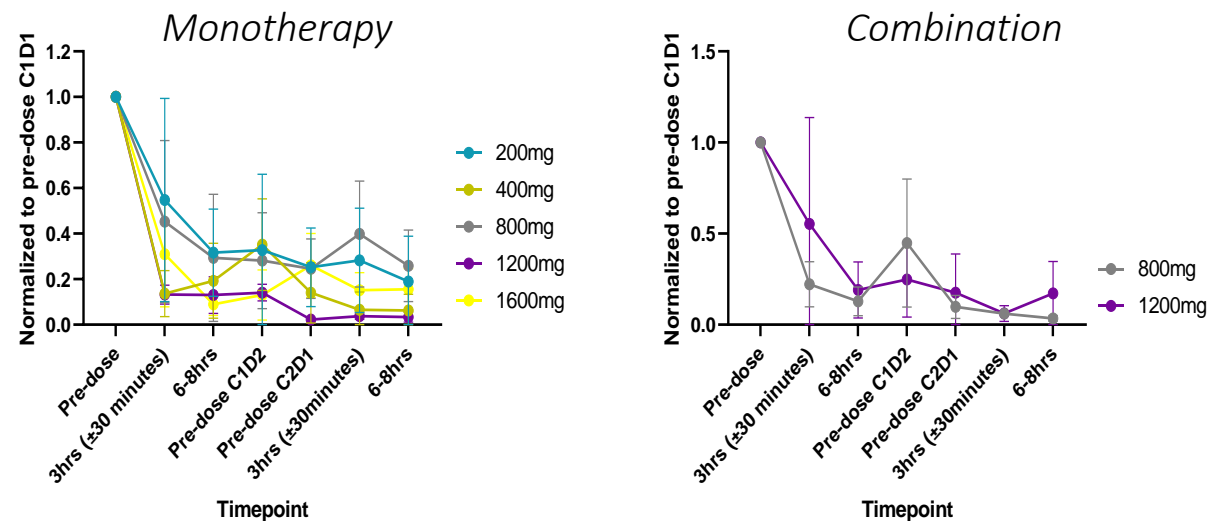 Monotherapy
Normalized to pre-dose C1D1
1.2
1.0
0.8
0.6
0.4
0.2
0.0
Pre-dose
3hrs (±30 minutes)
6-8hrs
Pre-dose C1D2
Pre-dose C2D1
3hrs (±30minutes)
6-8hrs
Timepoint
200mg
400mg
800mg
1200mg
1600mg
Combination
Normalized to pre-dose C1D1
1.5
1.0
0.5
0.0
Pre-dose
3hrs (±30 minutes)
6-8hrs
Pre-dose C1D2
Pre-dose C2D1
3hrs (±30minutes)
6-8hrs
Timepoint
800mg
1200mg